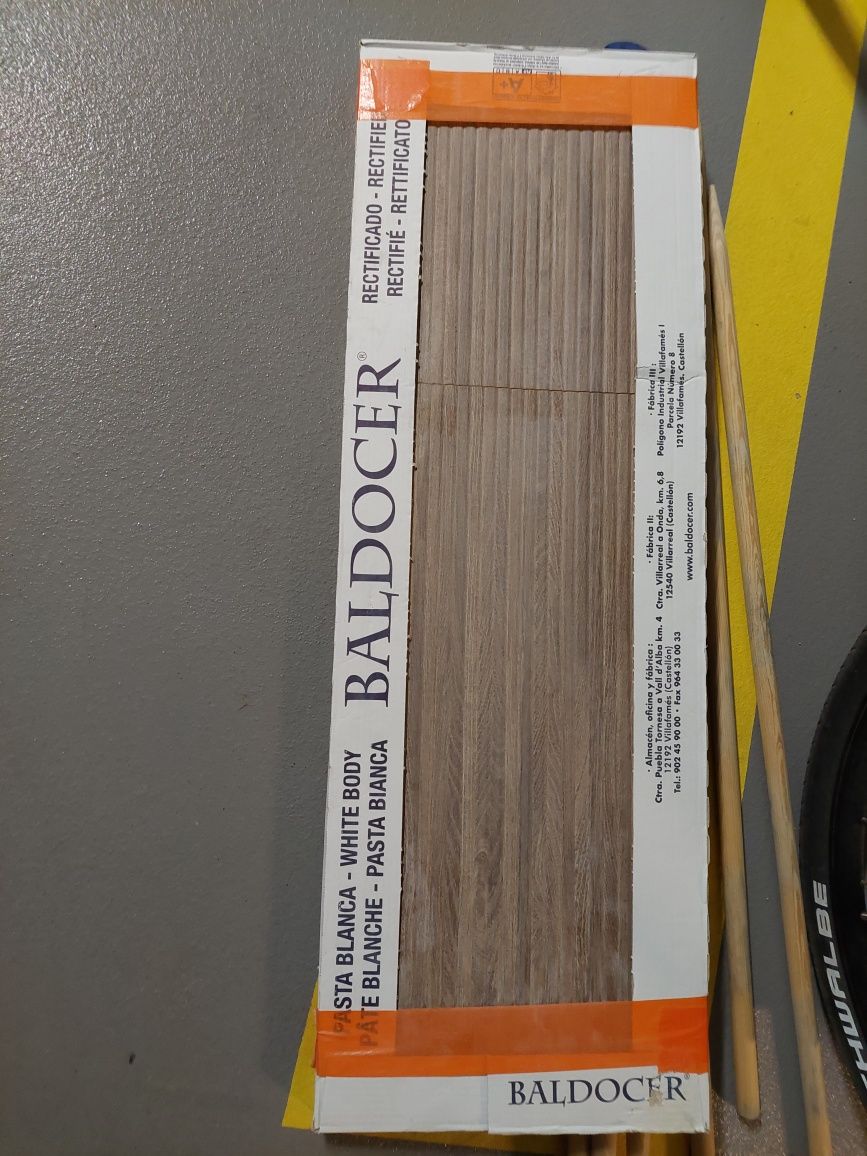 PASTA BLANCA - WHITE BODY
PÂTE BLANCHE - PASTA BIANCA
BALDOCER®
RECTIFICADO - RECTIFIE
RECTIFIÉ - RETTIFICATO
A+
· Almacén, oficina y fábrica :
Ctra. Puebla Tornesa a Vall d'Alba km. 4
12192 Villafamés (Castellón)
Tel.: 902 45 90 00 · Fax 964 33 00 33
· Fábrica II:
Ctra. Villarreal a Onda, km. 6,8
12540 Villarreal (Castellón)
· Fábrica III :
Polígono Industrial Villafamés I
Parcela Número 8
12192 Villafamés, Castellón
www.baldocer.com
BALDOCER®
CHWALBE